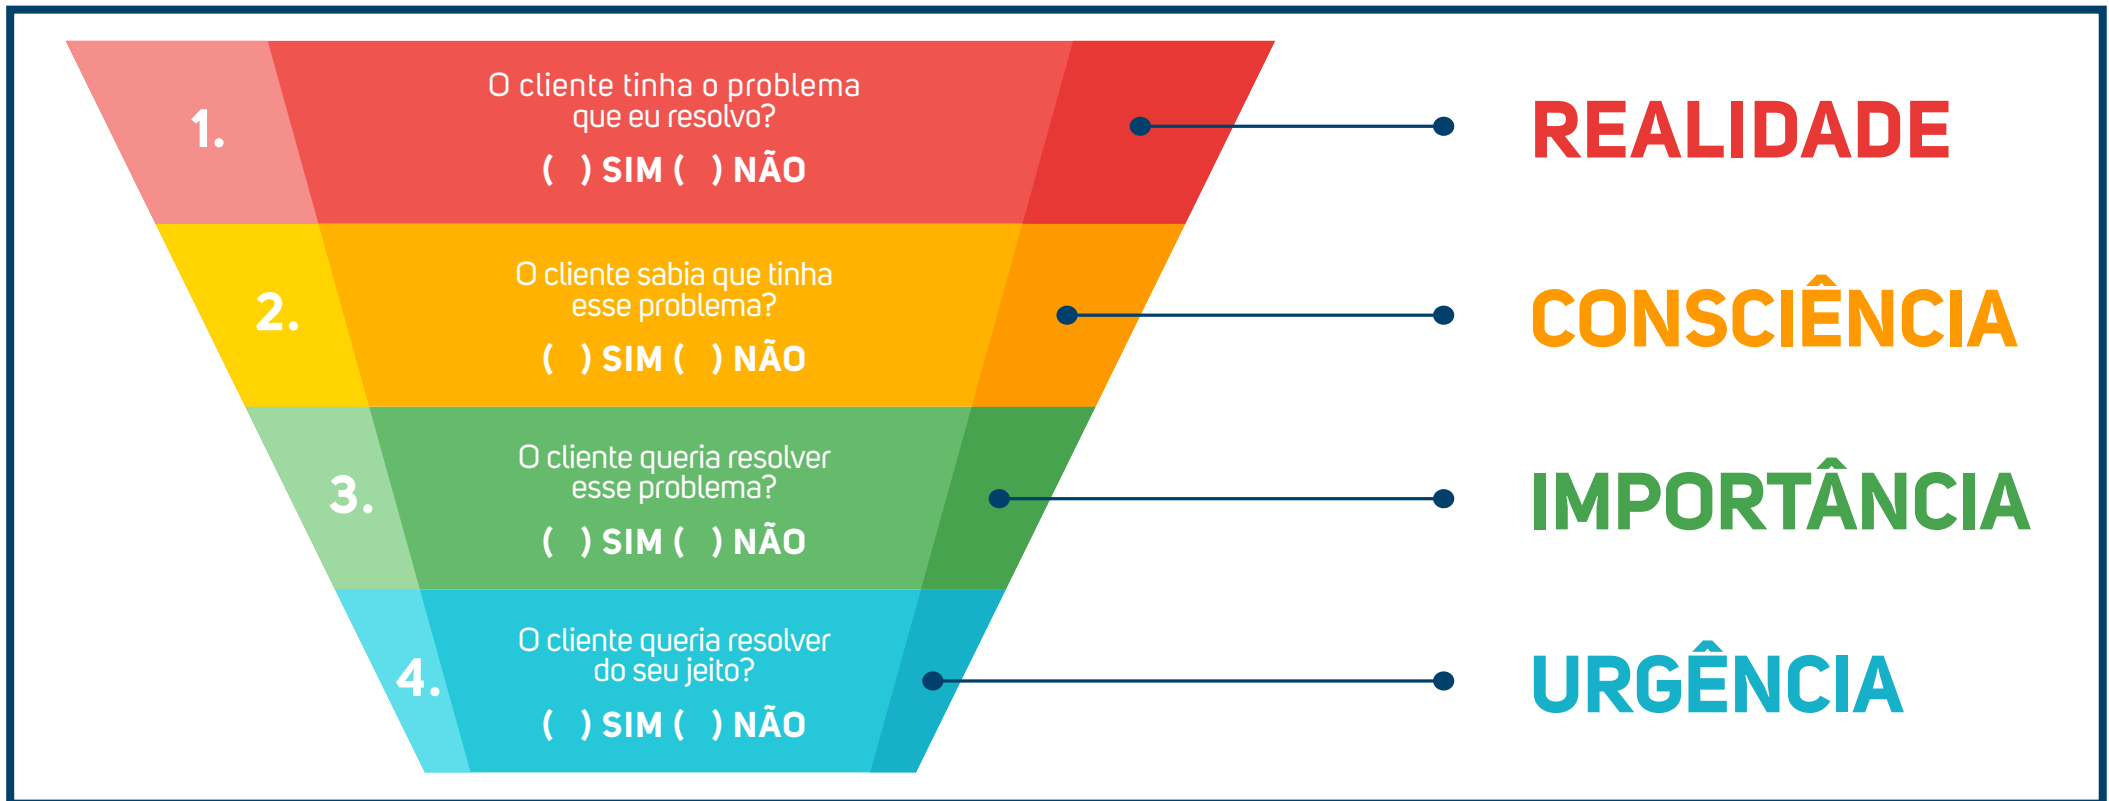 1.
O cliente tinha o problema
que eu resolvo?
( ) SIM ( ) NÃO
REALIDADE
2.
O cliente sabia que tinha
esse problema?
( ) SIM ( ) NÃO
CONSCIÊNCIA
3.
O cliente queria resolver
esse problema?
( ) SIM ( ) NÃO
IMPORTÂNCIA
4.
O cliente queria resolver
do seu jeito?
( ) SIM ( ) NÃO
URGÊNCIA